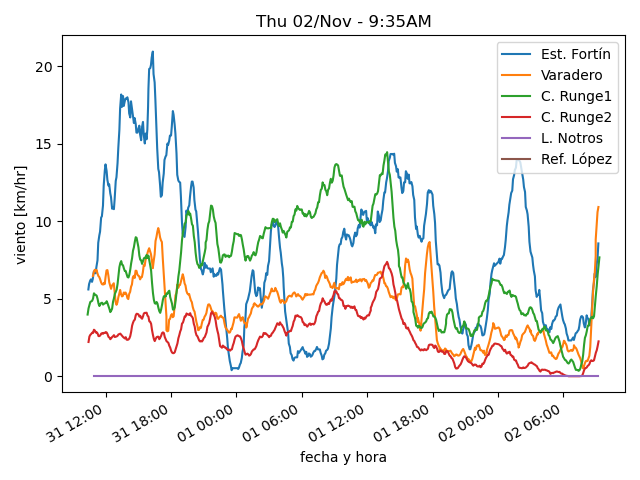 Thu 02/Nov - 9:35AM
Est. Fortín
Varadero
C. Runge1
C. Runge2
L. Notros
Ref. López
viento [km/hr]
20
15
10
5
0
31 12:00
31 18:00
01 00:00
01 06:00
01 12:00
01 18:00
02 00:00
02 06:00
fecha y hora